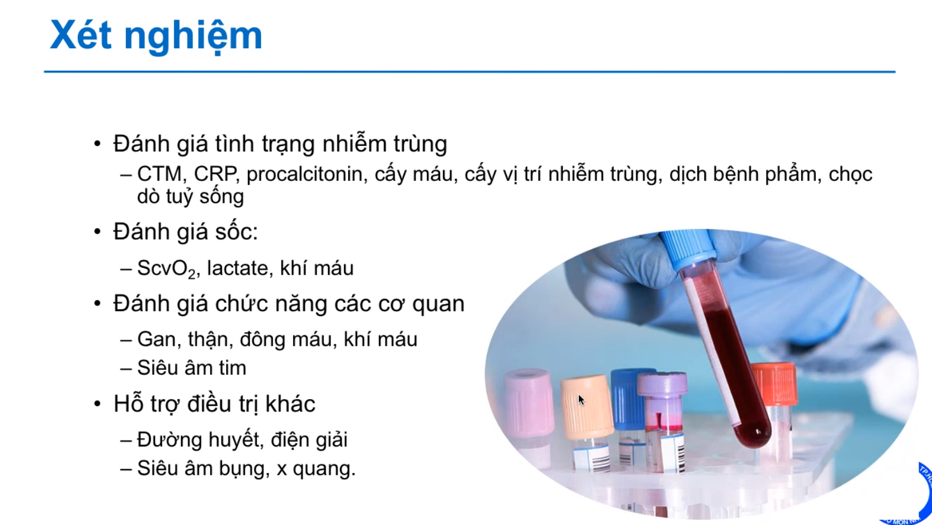 Xét nghiệm
• Đánh giá tình trạng nhiễm trùng
– CTM, CRP, procalcitonin, cấy máu, cấy vị trí nhiễm trùng, dịch bệnh phẩm, chọc
dò tuỷ sống
• Đánh giá sốc:
– ScvO₂, lactate, khí máu
• Đánh giá chức năng các cơ quan
– Gan, thận, đông máu, khí máu
– Siêu âm tim
• Hỗ trợ điều trị khác
– Đường huyết, điện giải
– Siêu âm bụng, x quang.